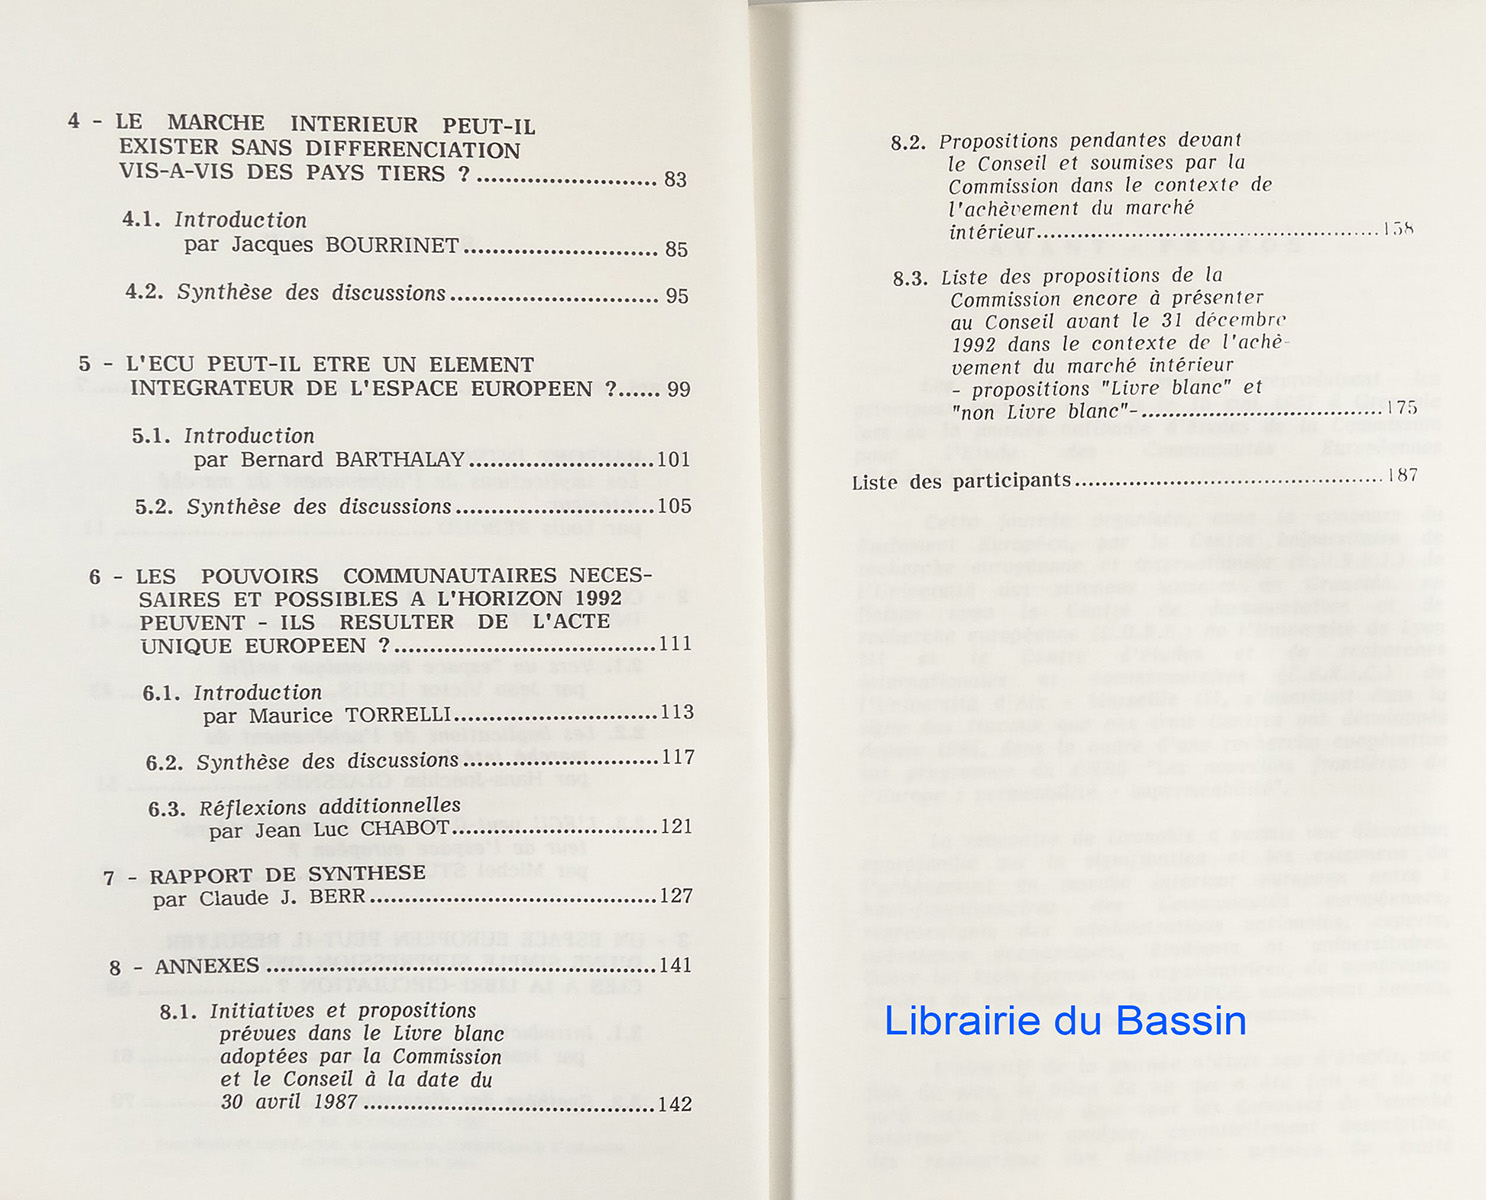 4 - LE MARCHE INTERIEUR PEUT-IL
EXISTER SANS DIFFERENCIATION
VIS-A-VIS DES PAYS TIERS ? ......................... 83
4.1. Introduction
par Jacques BOURRINET ........................... 85
4.2. Synthèse des discussions ............................. 95
5 - L'ECU PEUT-IL ETRE UN ELEMENT
INTEGRATEUR DE L'ESPACE EUROPEEN ?...... 99
5.1. Introduction
par Bernard BARTHALAY ..........................101
5.2. Synthèse des discussions ............................105
6 - LES POUVOIRS COMMUNAUTAIRES NECES-
SAIRES ET POSSIBLES A L'HORIZON 1992
PEUVENT - ILS RESULTER DE L'ACTE
UNIQUE EUROPEEN ?....................................111
6.1. Introduction
par Maurice TORRELLI............................113
6.2. Synthèse des discussions ...........................117
6.3. Réflexions additionnelles
par Jean Luc CHABOT.............................121
7 - RAPPORT DE SYNTHESE
par Claude J. BERR ........................................127
8 - ANNEXES ......................................................141
8.1. Initiatives et propositions
prévues dans le Livre blanc
adoptées par la Commission
et le Conseil à la date du
30 avril 1987 ........................................142
8.2. Propositions pendantes devant
le Conseil et soumises par la
Commission dans le contexte de
l'achèvement du marché
intérieur..................................................158
8.3. Liste des propositions de la
Commission encore à présenter
au Conseil avant le 31 décembre
1992 dans le contexte de l'achè-
vement du marché intérieur
- propositions "Livre blanc" et
"non Livre blanc"- ...................................175
Liste des participants.............................................187
Librairie du Bassin